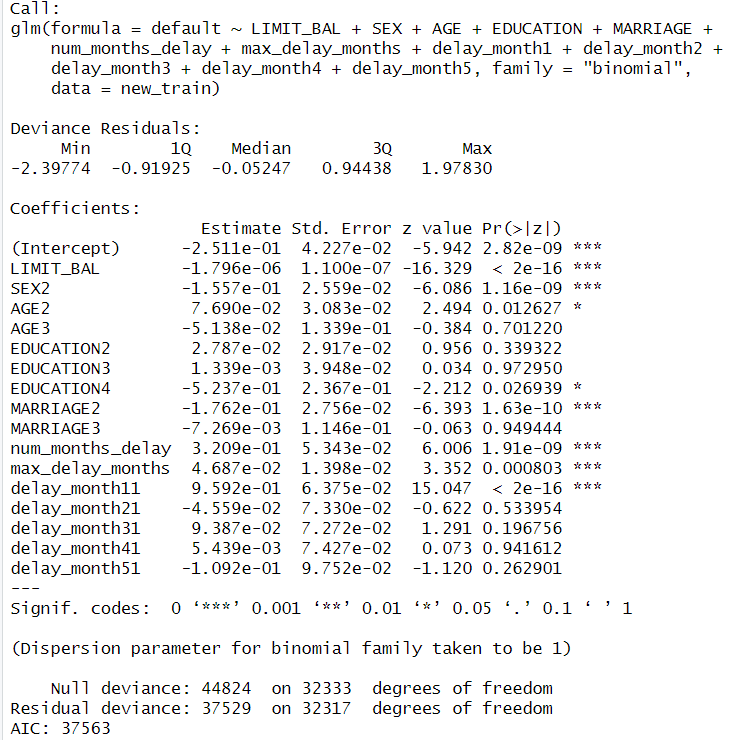 Call:
glm(formula = default ~ LIMIT_BAL + SEX + AGE + EDUCATION + MARRIAGE +
    num_months_delay + max_delay_months + delay_month1 + delay_month2 +
    delay_month3 + delay_month4 + delay_month5, family = "binomial",
    data = new_train)

Deviance Residuals:
     Min       1Q   Median       3Q      Max
-2.39774 -0.91925 -0.05247  0.94438  1.97830

Coefficients:
                   Estimate Std. Error z value Pr(>|z|)
(Intercept)      -2.511e-01  4.227e-02  -5.942 2.82e-09 ***
LIMIT_BAL        -1.796e-06  1.100e-07 -16.329  < 2e-16 ***
SEX2             -1.557e-01  2.559e-02  -6.086 1.16e-09 ***
AGE2              7.690e-02  3.083e-02   2.494 0.012627 *
AGE3             -5.138e-02  1.339e-01  -0.384 0.701220
EDUCATION2        2.787e-02  2.917e-02   0.956 0.339322
EDUCATION3        1.339e-03  3.948e-02   0.034 0.972950
EDUCATION4       -5.237e-01  2.367e-01  -2.212 0.026939 *
MARRIAGE2        -1.762e-01  2.756e-02  -6.393 1.63e-10 ***
MARRIAGE3        -7.269e-03  1.146e-01  -0.063 0.949444
num_months_delay  3.209e-01  5.343e-02   6.006 1.91e-09 ***
max_delay_months  4.687e-02  1.398e-02   3.352 0.000803 ***
delay_month11     9.592e-01  6.375e-02  15.047  < 2e-16 ***
delay_month21    -4.559e-02  7.330e-02  -0.622 0.533954
delay_month31     9.387e-02  7.272e-02   1.291 0.196756
delay_month41     5.439e-03  7.427e-02   0.073 0.941612
delay_month51    -1.092e-01  9.752e-02  -1.120 0.262901
---
Signif. codes:  0 ‘***’ 0.001 ‘**’ 0.01 ‘*’ 0.05 ‘.’ 0.1 ‘ ’ 1

(Dispersion parameter for binomial family taken to be 1)

    Null deviance: 44824  on 32333  degrees of freedom
Residual deviance: 37529  on 32317  degrees of freedom
AIC: 37563